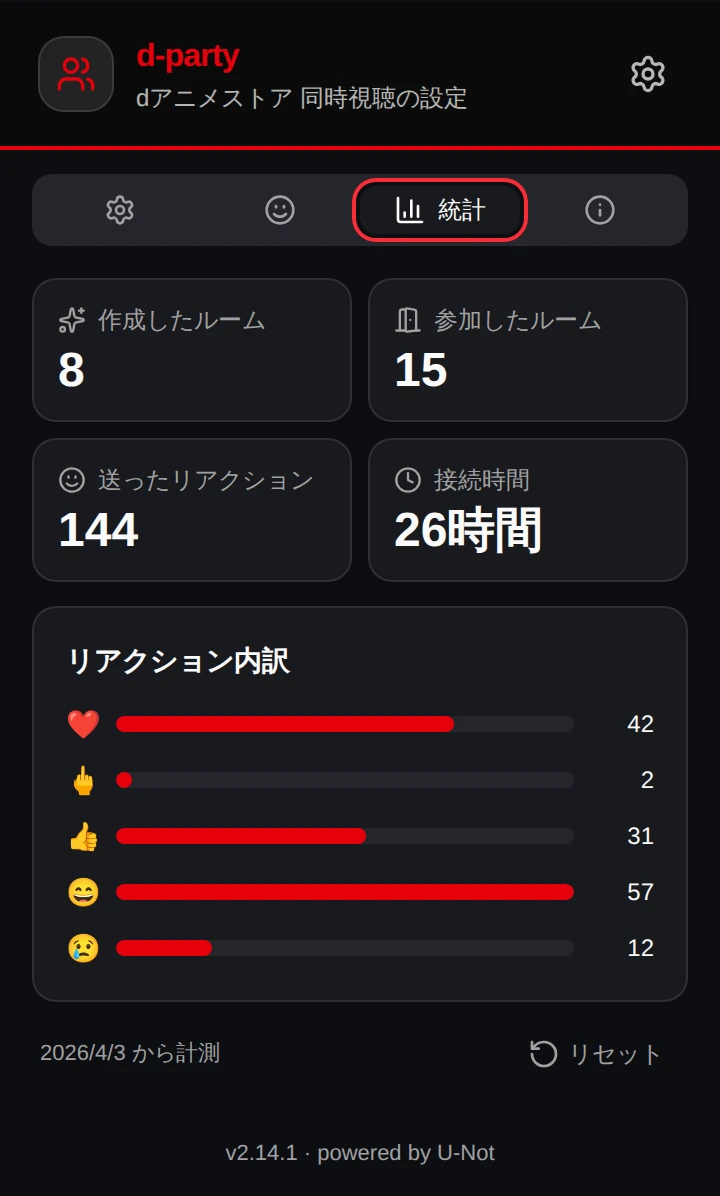 d-party
dアニメストア 同時視聴の設定
統計
作成したルーム
8
参加したルーム
15
送ったリアクション
144
接続時間
26時間
リアクション内訳
❤️ 42
🖕 2
👍 31
😄 57
😢 12
2026/4/3 から計測
リセット
v2.14.1 · powered by U-Not